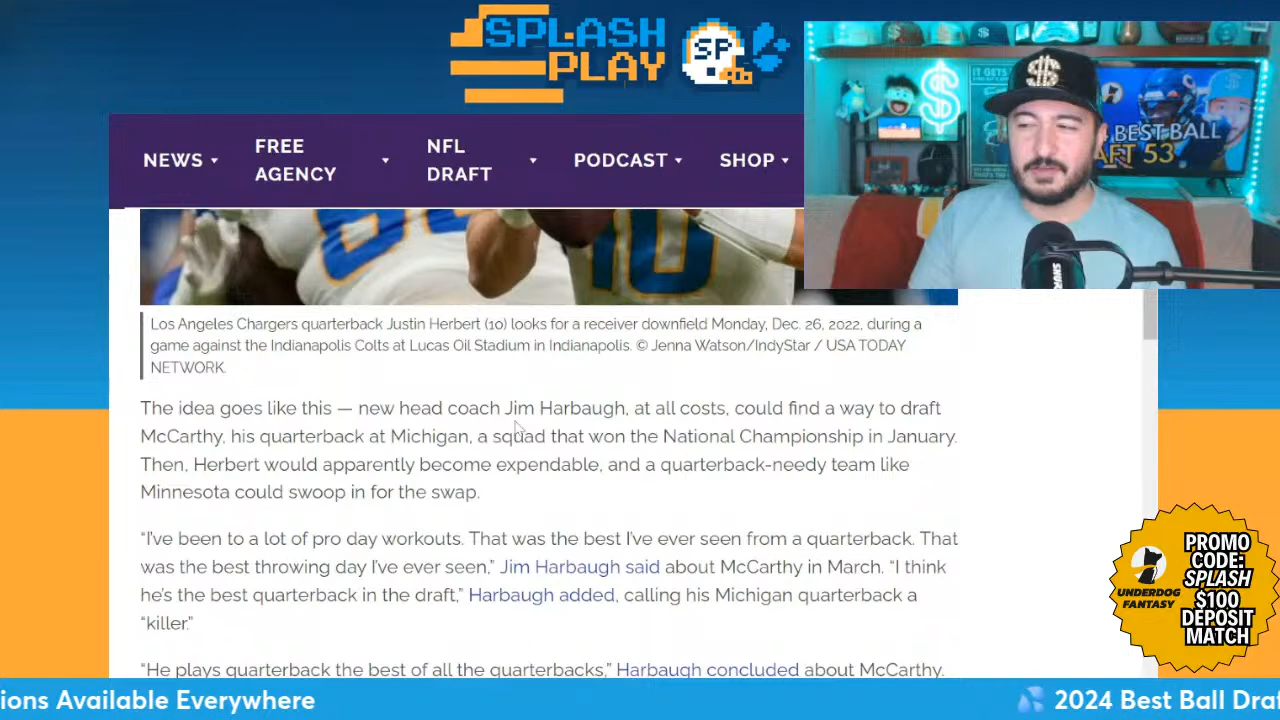 SPLASH
PLAY
SP
IT GETS
BEST BALL
AFT 53
NEWS
FREE
AGENCY
NFL
DRAFT
PODCAST
SHOP
10
Los Angeles Chargers quarterback Justin Herbert (10) looks for a receiver downfield Monday, Dec. 26, 2022, during a
game against the Indianapolis Colts at Lucas Oil Stadium in Indianapolis. © Jenna Watson/IndyStar / USA TODAY
NETWORK.
The idea goes like this — new head coach Jim Harbaugh, at all costs, could find a way to draft
McCarthy, his quarterback at Michigan, a squad that won the National Championship in January.
Then, Herbert would apparently become expendable, and a quarterback-needy team like
Minnesota could swoop in for the swap.
“I’ve been to a lot of pro day workouts. That was the best I’ve ever seen from a quarterback. That
was the best throwing day I’ve ever seen,” Jim Harbaugh said about McCarthy in March. “I think
he’s the best quarterback in the draft,” Harbaugh added, calling his Michigan quarterback a
“killer.”
“He plays quarterback the best of all the quarterbacks,” Harbaugh concluded about McCarthy.
SHURE
UNDERDOG
FANTASY
PROMO
CODE:
SPLASH
$100
DEPOSIT
MATCH
ions Available Everywhere
2024 Best Ball Draf